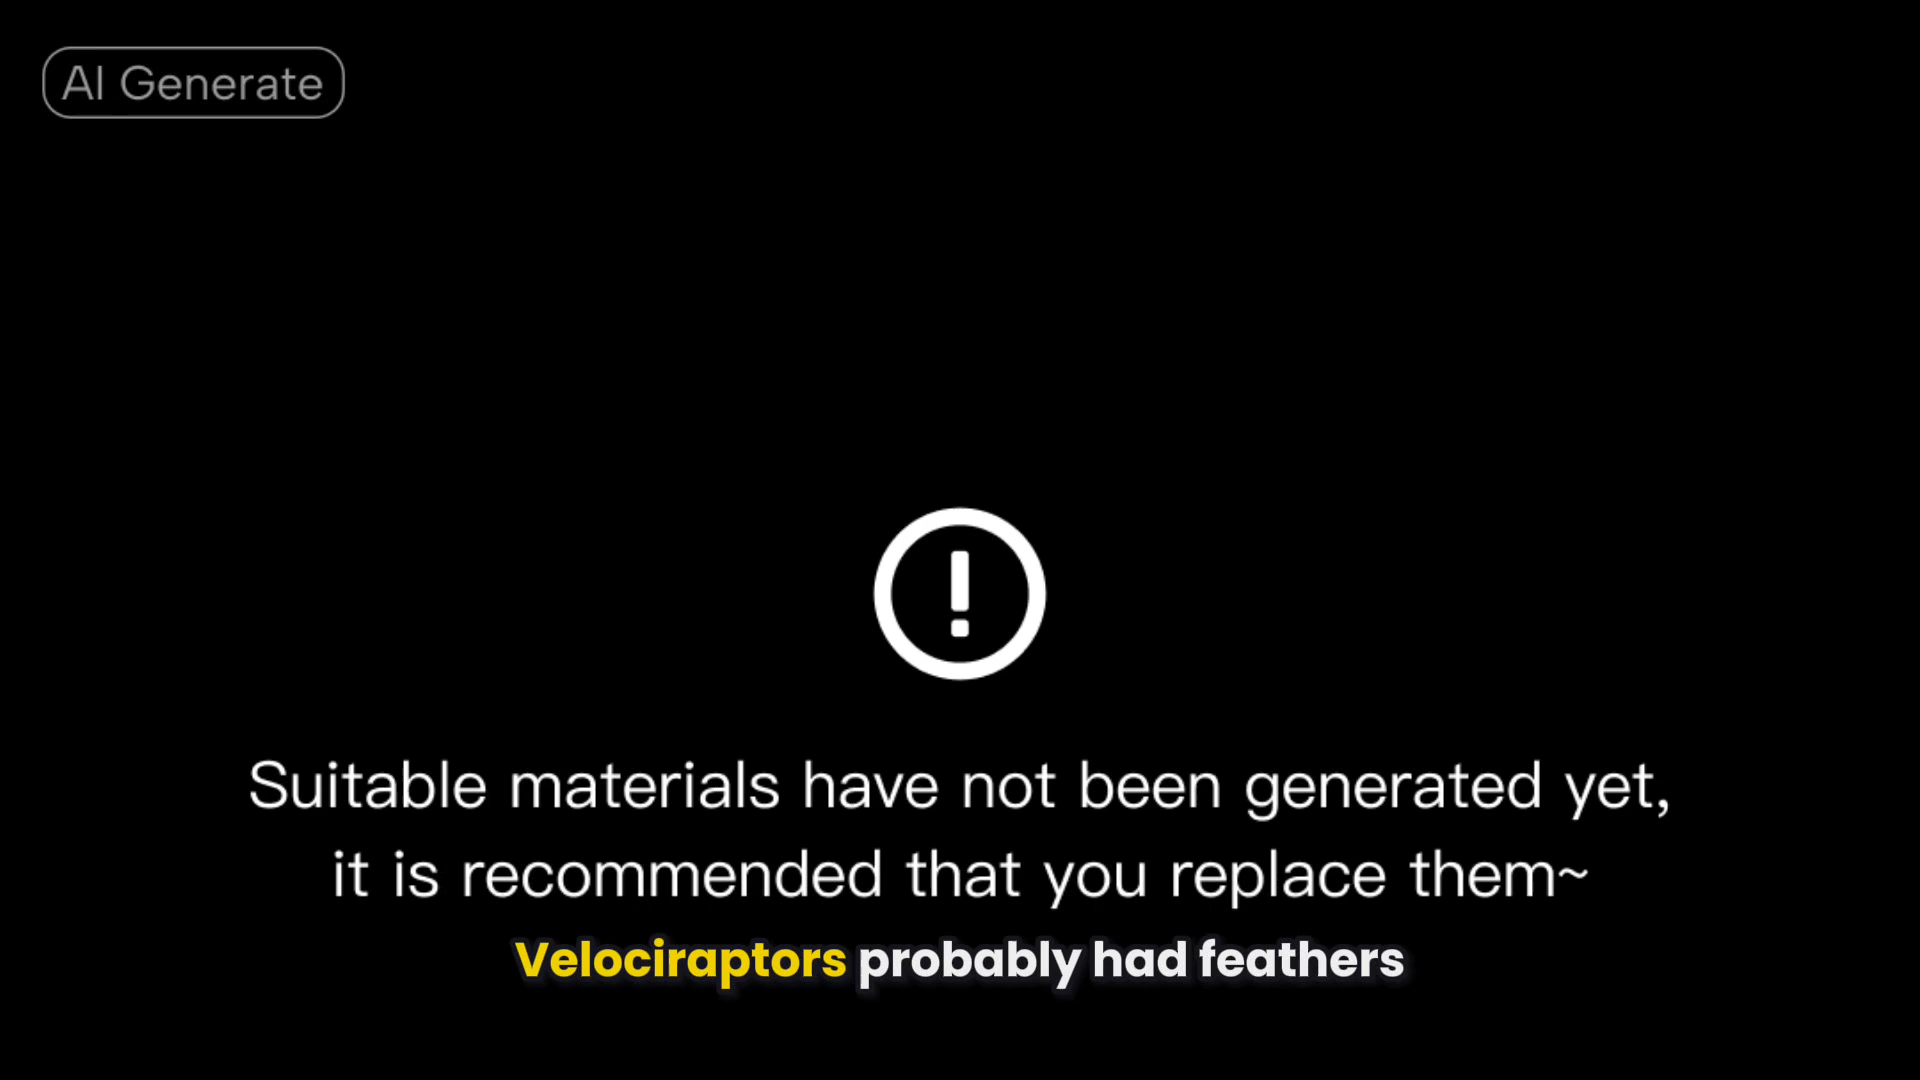 AI Generate
Suitable materials have not been generated yet,
it is recommended that you replace them~
Velociraptors probably had feathers